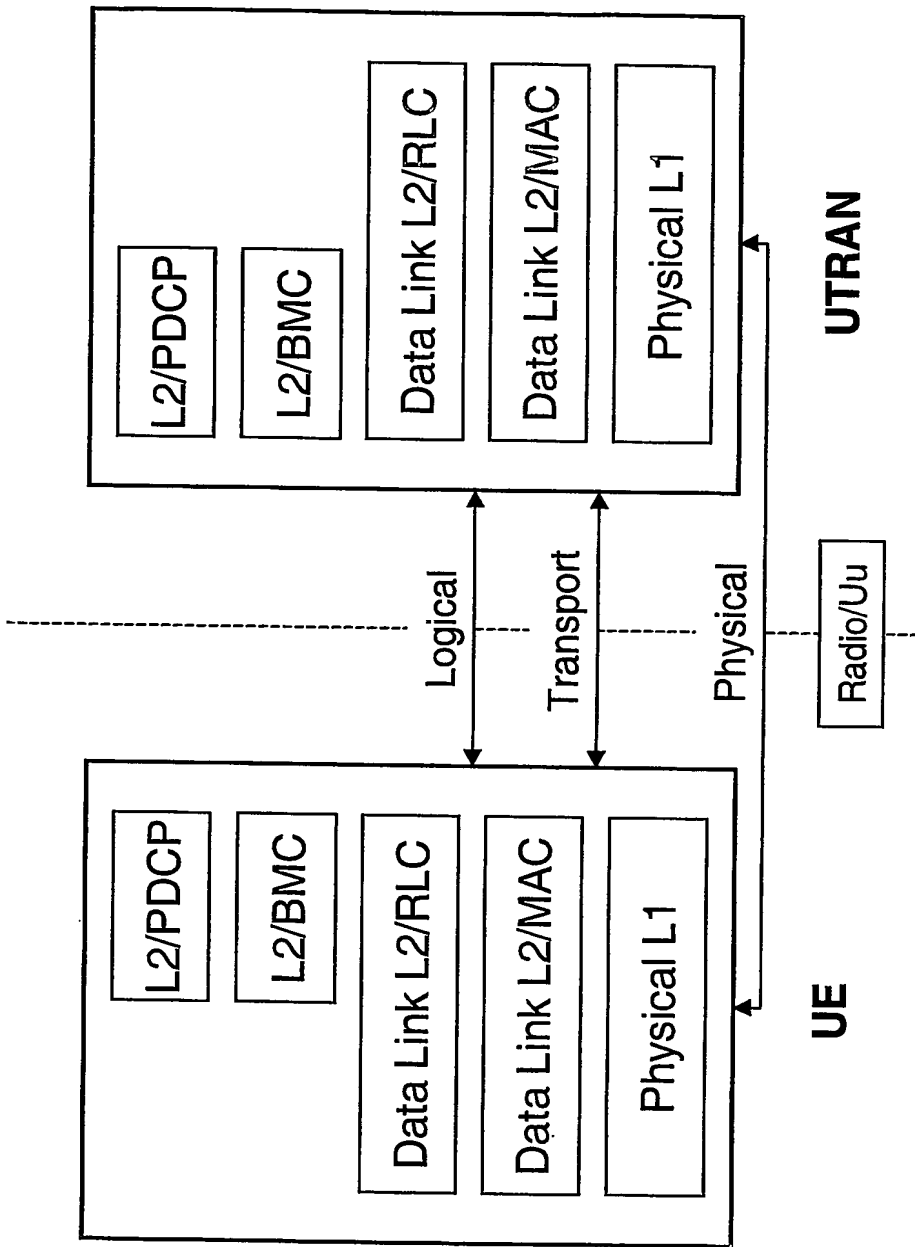 L2/PDCP
L2/BMC
Data Link L2/RLC
Data Link L2/MAC
Physical L1
UE
Logical
Transport
Physical
Radio/Uu
L2/PDCP
L2/BMC
Data Link L2/RLC
Data Link L2/MAC
Physical L1
UTRAN